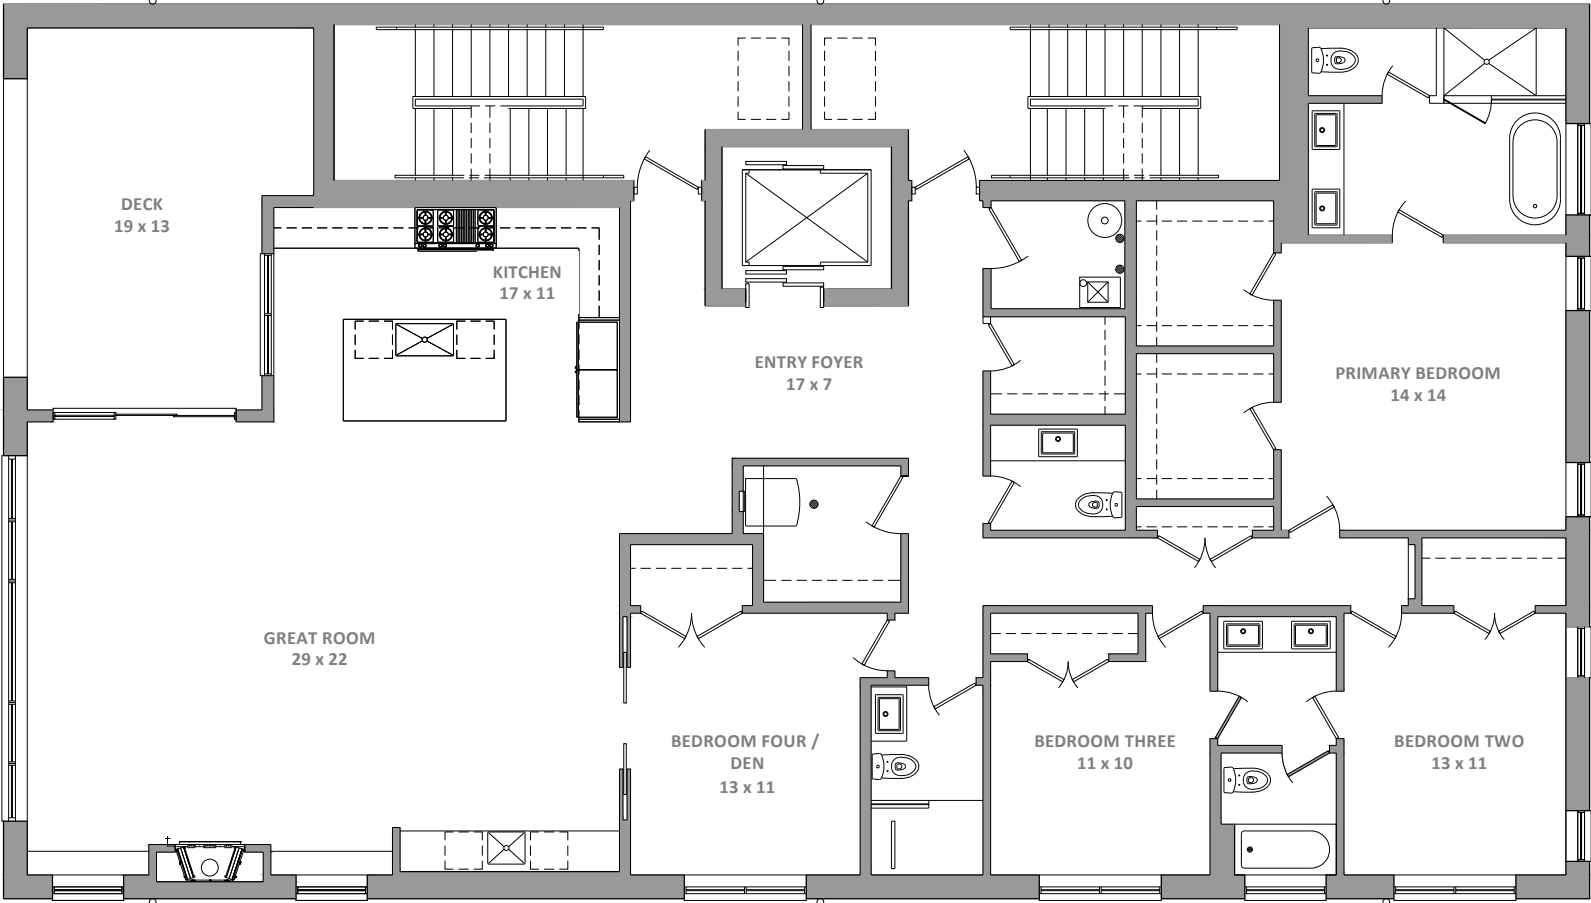 DECK
19 x 13
KITCHEN
17 x 11
ENTRY FOYER
17 x 7
PRIMARY BEDROOM
14 x 14
GREAT ROOM
29 x 22
BEDROOM FOUR /
DEN
13 x 11
BEDROOM THREE
11 x 10
BEDROOM TWO
13 x 11